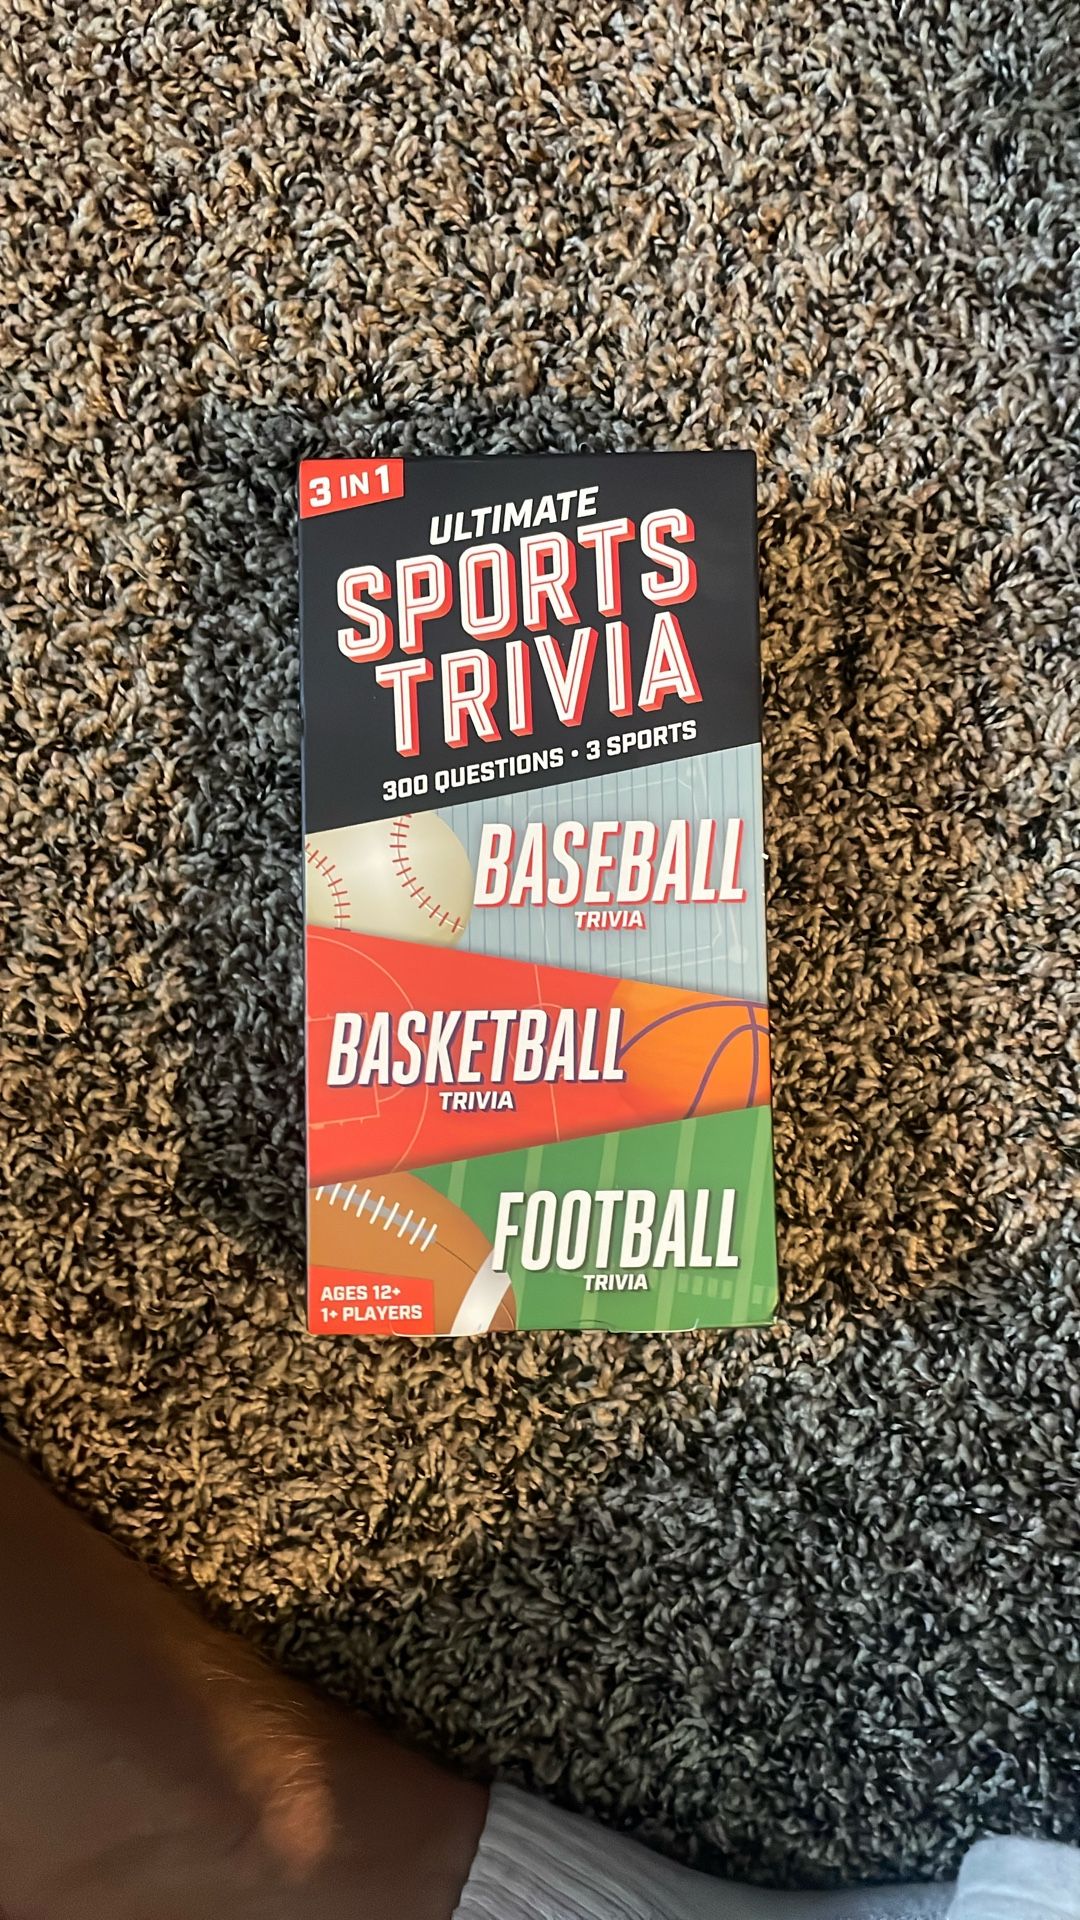 3 IN 1
ULTIMATE
SPORTS
TRIVIA
300 QUESTIONS • 3 SPORTS
BASEBALL
TRIVIA
BASKETBALL
TRIVIA
FOOTBALL
TRIVIA
AGES 12+
1+ PLAYERS